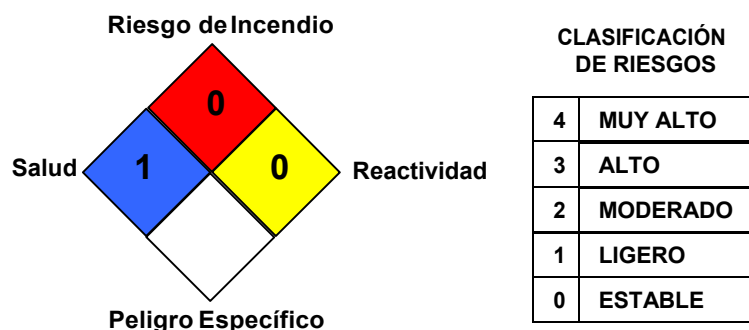 Riesgo de Incendio
0
Salud
1
0
Reactividad
Peligro Específico
CLASIFICACIÓN
DE RIESGOS
4 MUY ALTO
3 ALTO
2 MODERADO
1 LIGERO
0 ESTABLE